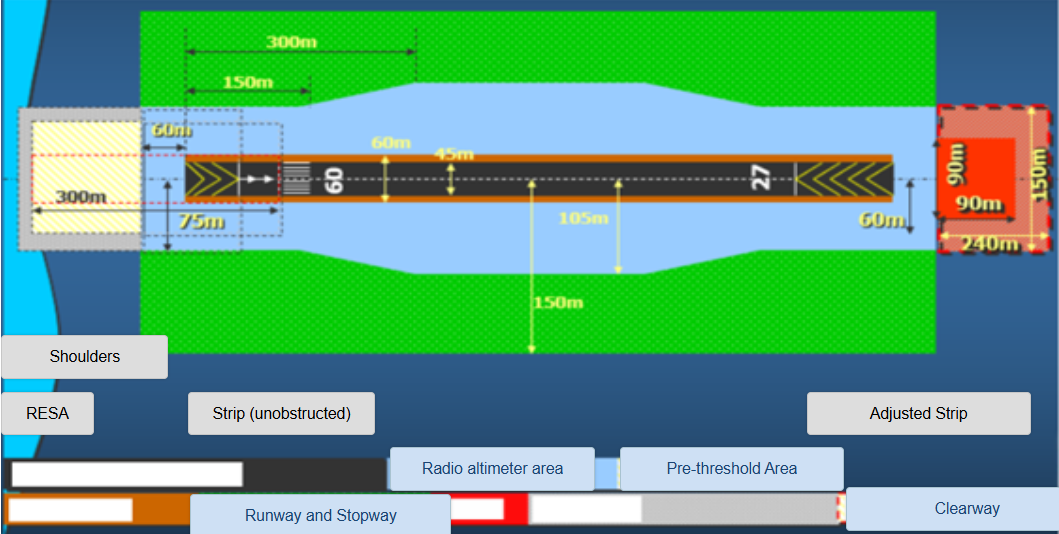 300m
150m
60m
60m
45m
09
27
90m
150m
300m
75m
105m
60m
90m
240m
150m
Shoulders
RESA
Strip (unobstructed)
Adjusted Strip
Radio altimeter area
Pre-threshold Area
Runway and Stopway
Clearway